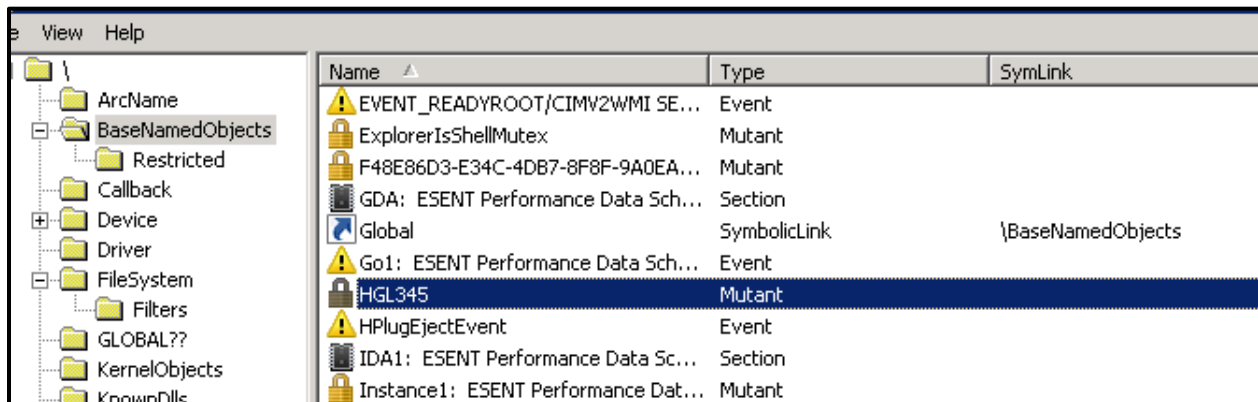 e View Help
\
ArcName
BaseNamedObjects
Restricted
Callback
Device
Driver
FileSystem
Filters
GLOBAL??
KernelObjects
KnownDlls
Name Type SymLink
EVENT_READYROOT/CIMV2WMI SE... Event
ExplorerIsShellMutex Mutant
F48E86D3-E34C-4DB7-8F8F-9A0EA... Mutant
GDA: ESENT Performance Data Sch... Section
Global SymbolicLink \BaseNamedObjects
Go1: ESENT Performance Data Sch... Event
HGL345 Mutant
HPlugEjectEvent Event
IDA1: ESENT Performance Data Sc... Section
Instance1: ESENT Performance Dat... Mutant